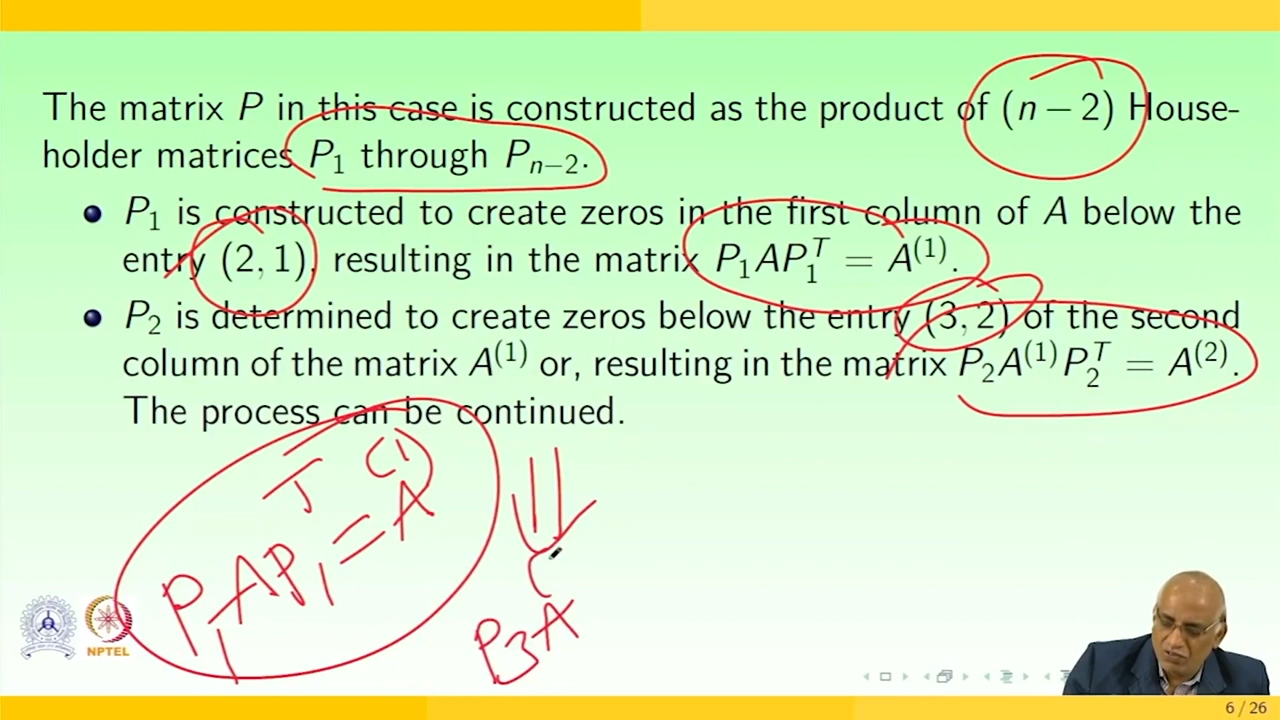 The matrix P in this case is constructed as the product of (n − 2) House-
holder matrices P₁ through Pₙ₋₂.
P₁ is constructed to create zeros in the first column of A below the
entry (2, 1), resulting in the matrix P₁AP₁ᵀ = A⁽¹⁾.
P₂ is determined to create zeros below the entry (3, 2) of the second
column of the matrix A⁽¹⁾ or, resulting in the matrix P₂A⁽¹⁾P₂ᵀ = A⁽²⁾.
The process can be continued.
P₁AP₁ᵀ = A⁽¹⁾
P₃A
NPTEL
6 / 26